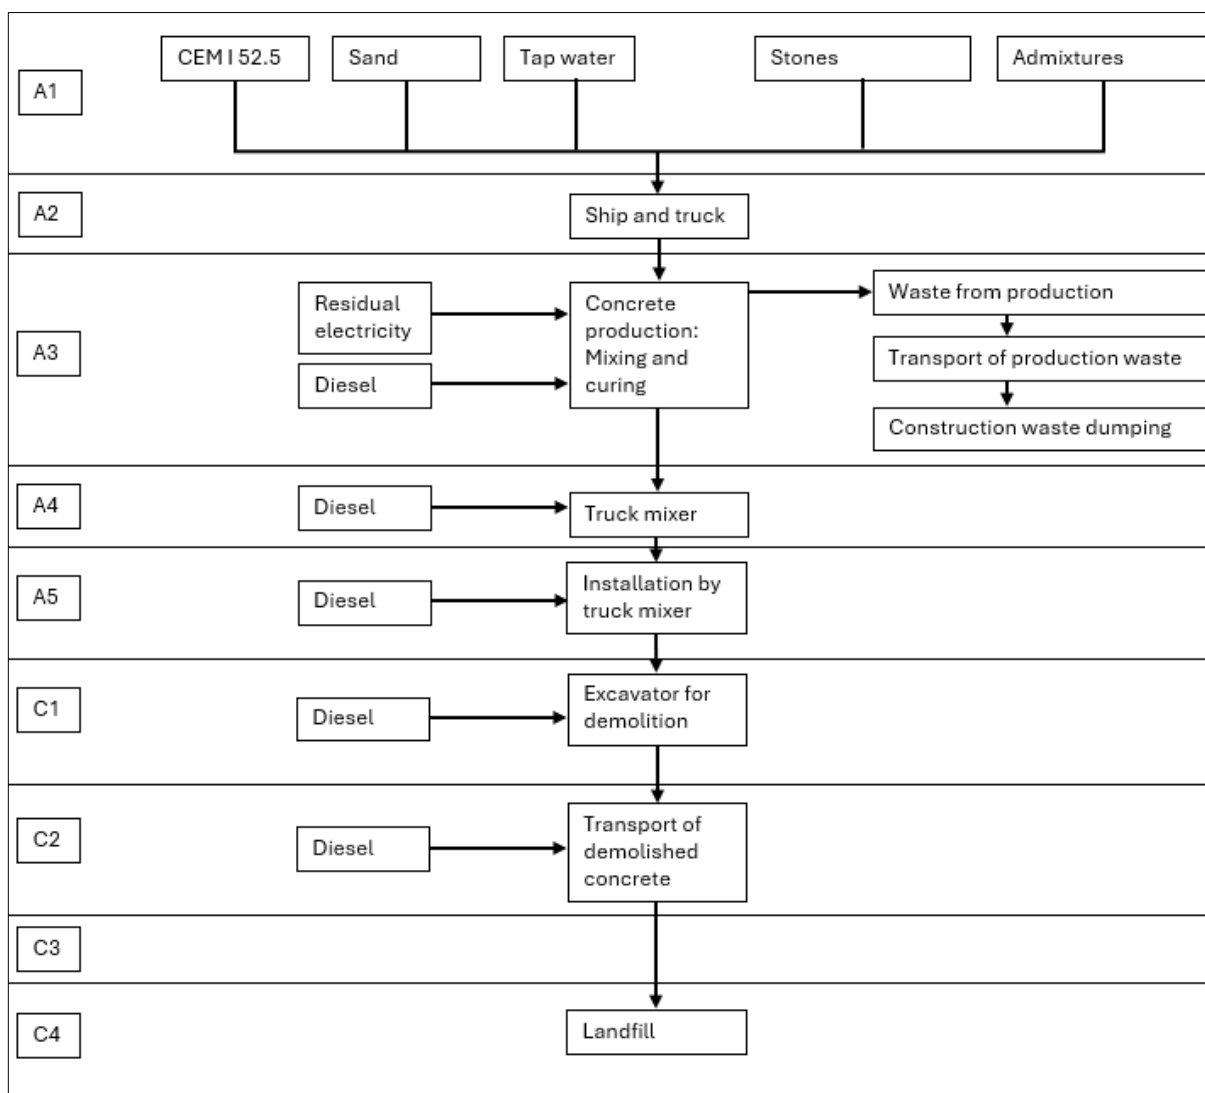 A1
CEM I 52.5
Sand
Tap water
Stones
Admixtures
A2
Ship and truck
A3
Residual
electricity
Diesel
Concrete
production:
Mixing and
curing
Waste from production
Transport of production waste
Construction waste dumping
A4
Diesel
Truck mixer
A5
Diesel
Installation by
truck mixer
C1
Diesel
Excavator for
demolition
C2
Diesel
Transport of
demolished
concrete
C3
C4
Landfill